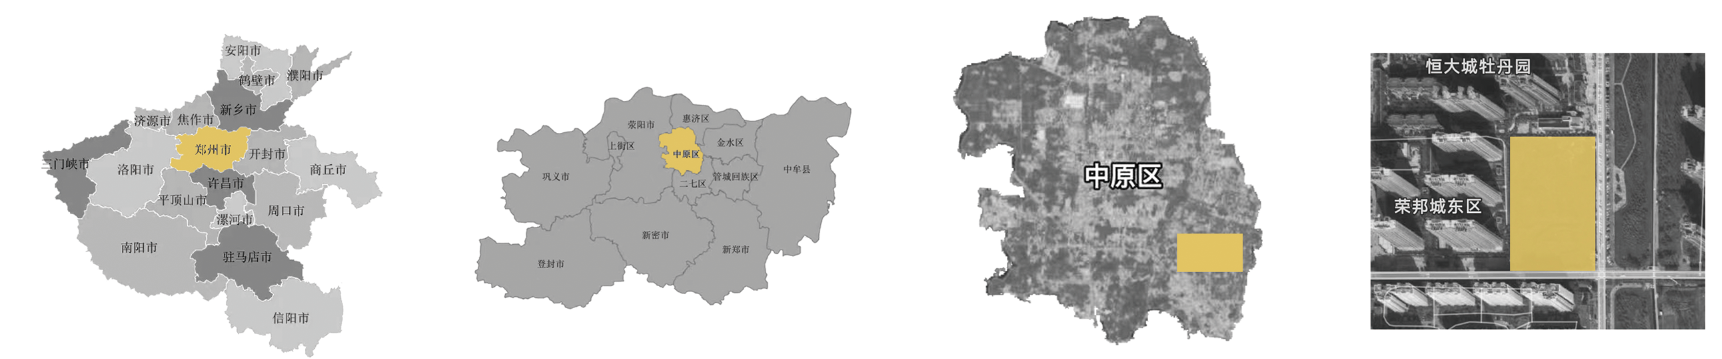 安阳市
鹤壁市
濮阳市
新乡市
济源市
焦作市
三门峡市
洛阳市
郑州市
开封市
商丘市
许昌市
平顶山市
漯河市
周口市
南阳市
驻马店市
信阳市
荥阳市
惠济区
上街区
中原区
金水区
巩义市
二七区
管城回族区
中牟县
新密市
登封市
新郑市
中原区
恒大城牡丹园
荣邦城东区